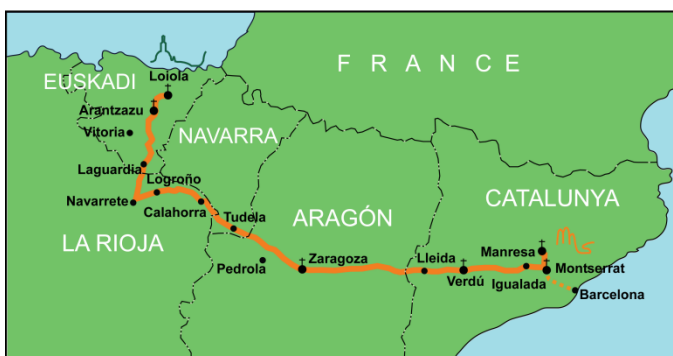 FRANCE
EUSKADI
Loiola
Arantzazu
Vitoria
NAVARRA
Laguardia
Logroño
Navarrete
Calahorra
Tudela
ARAGÓN
CATALUNYA
LA RIOJA
Pedrola
Zaragoza
Lleida
Verdú
Manresa
Igualada
Montserrat
Barcelona